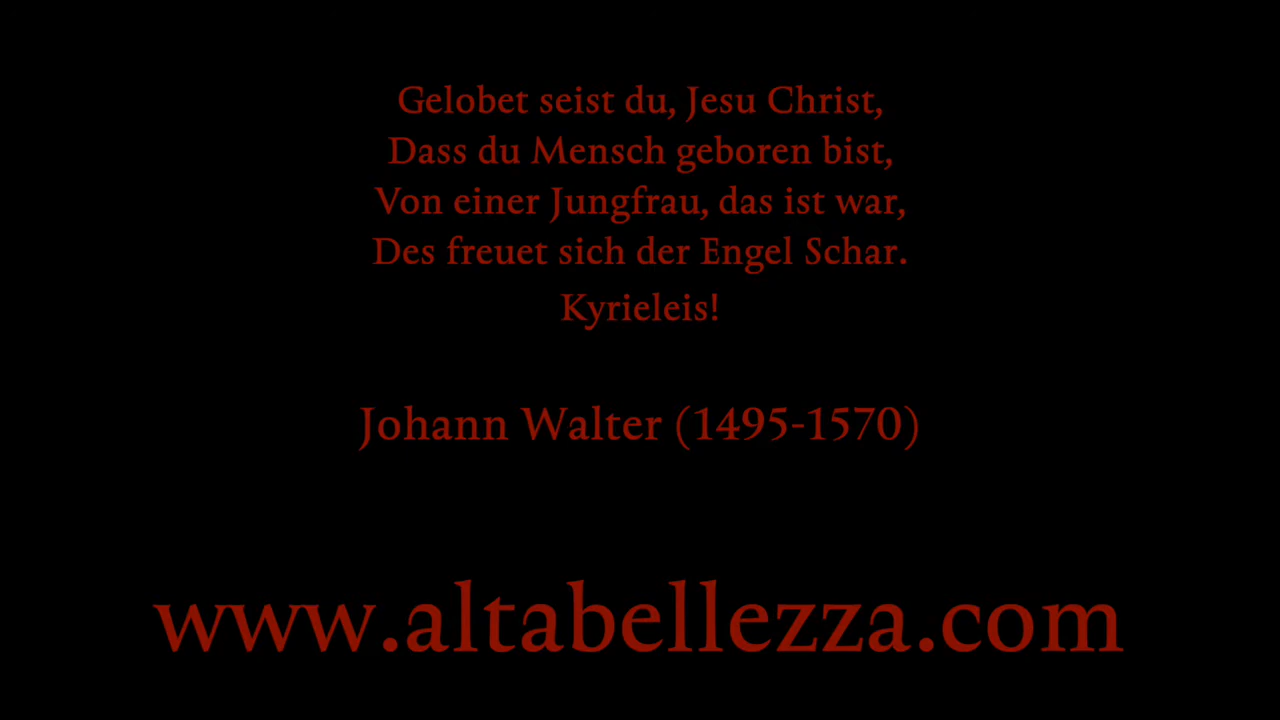 Gelobet seist du, Jesu Christ,
Dass du Mensch geboren bist,
Von einer Jungfrau, das ist war,
Des freuet sich der Engel Schar.
Kyrieleis!
Johann Walter (1495-1570)
www.altabellezza.com